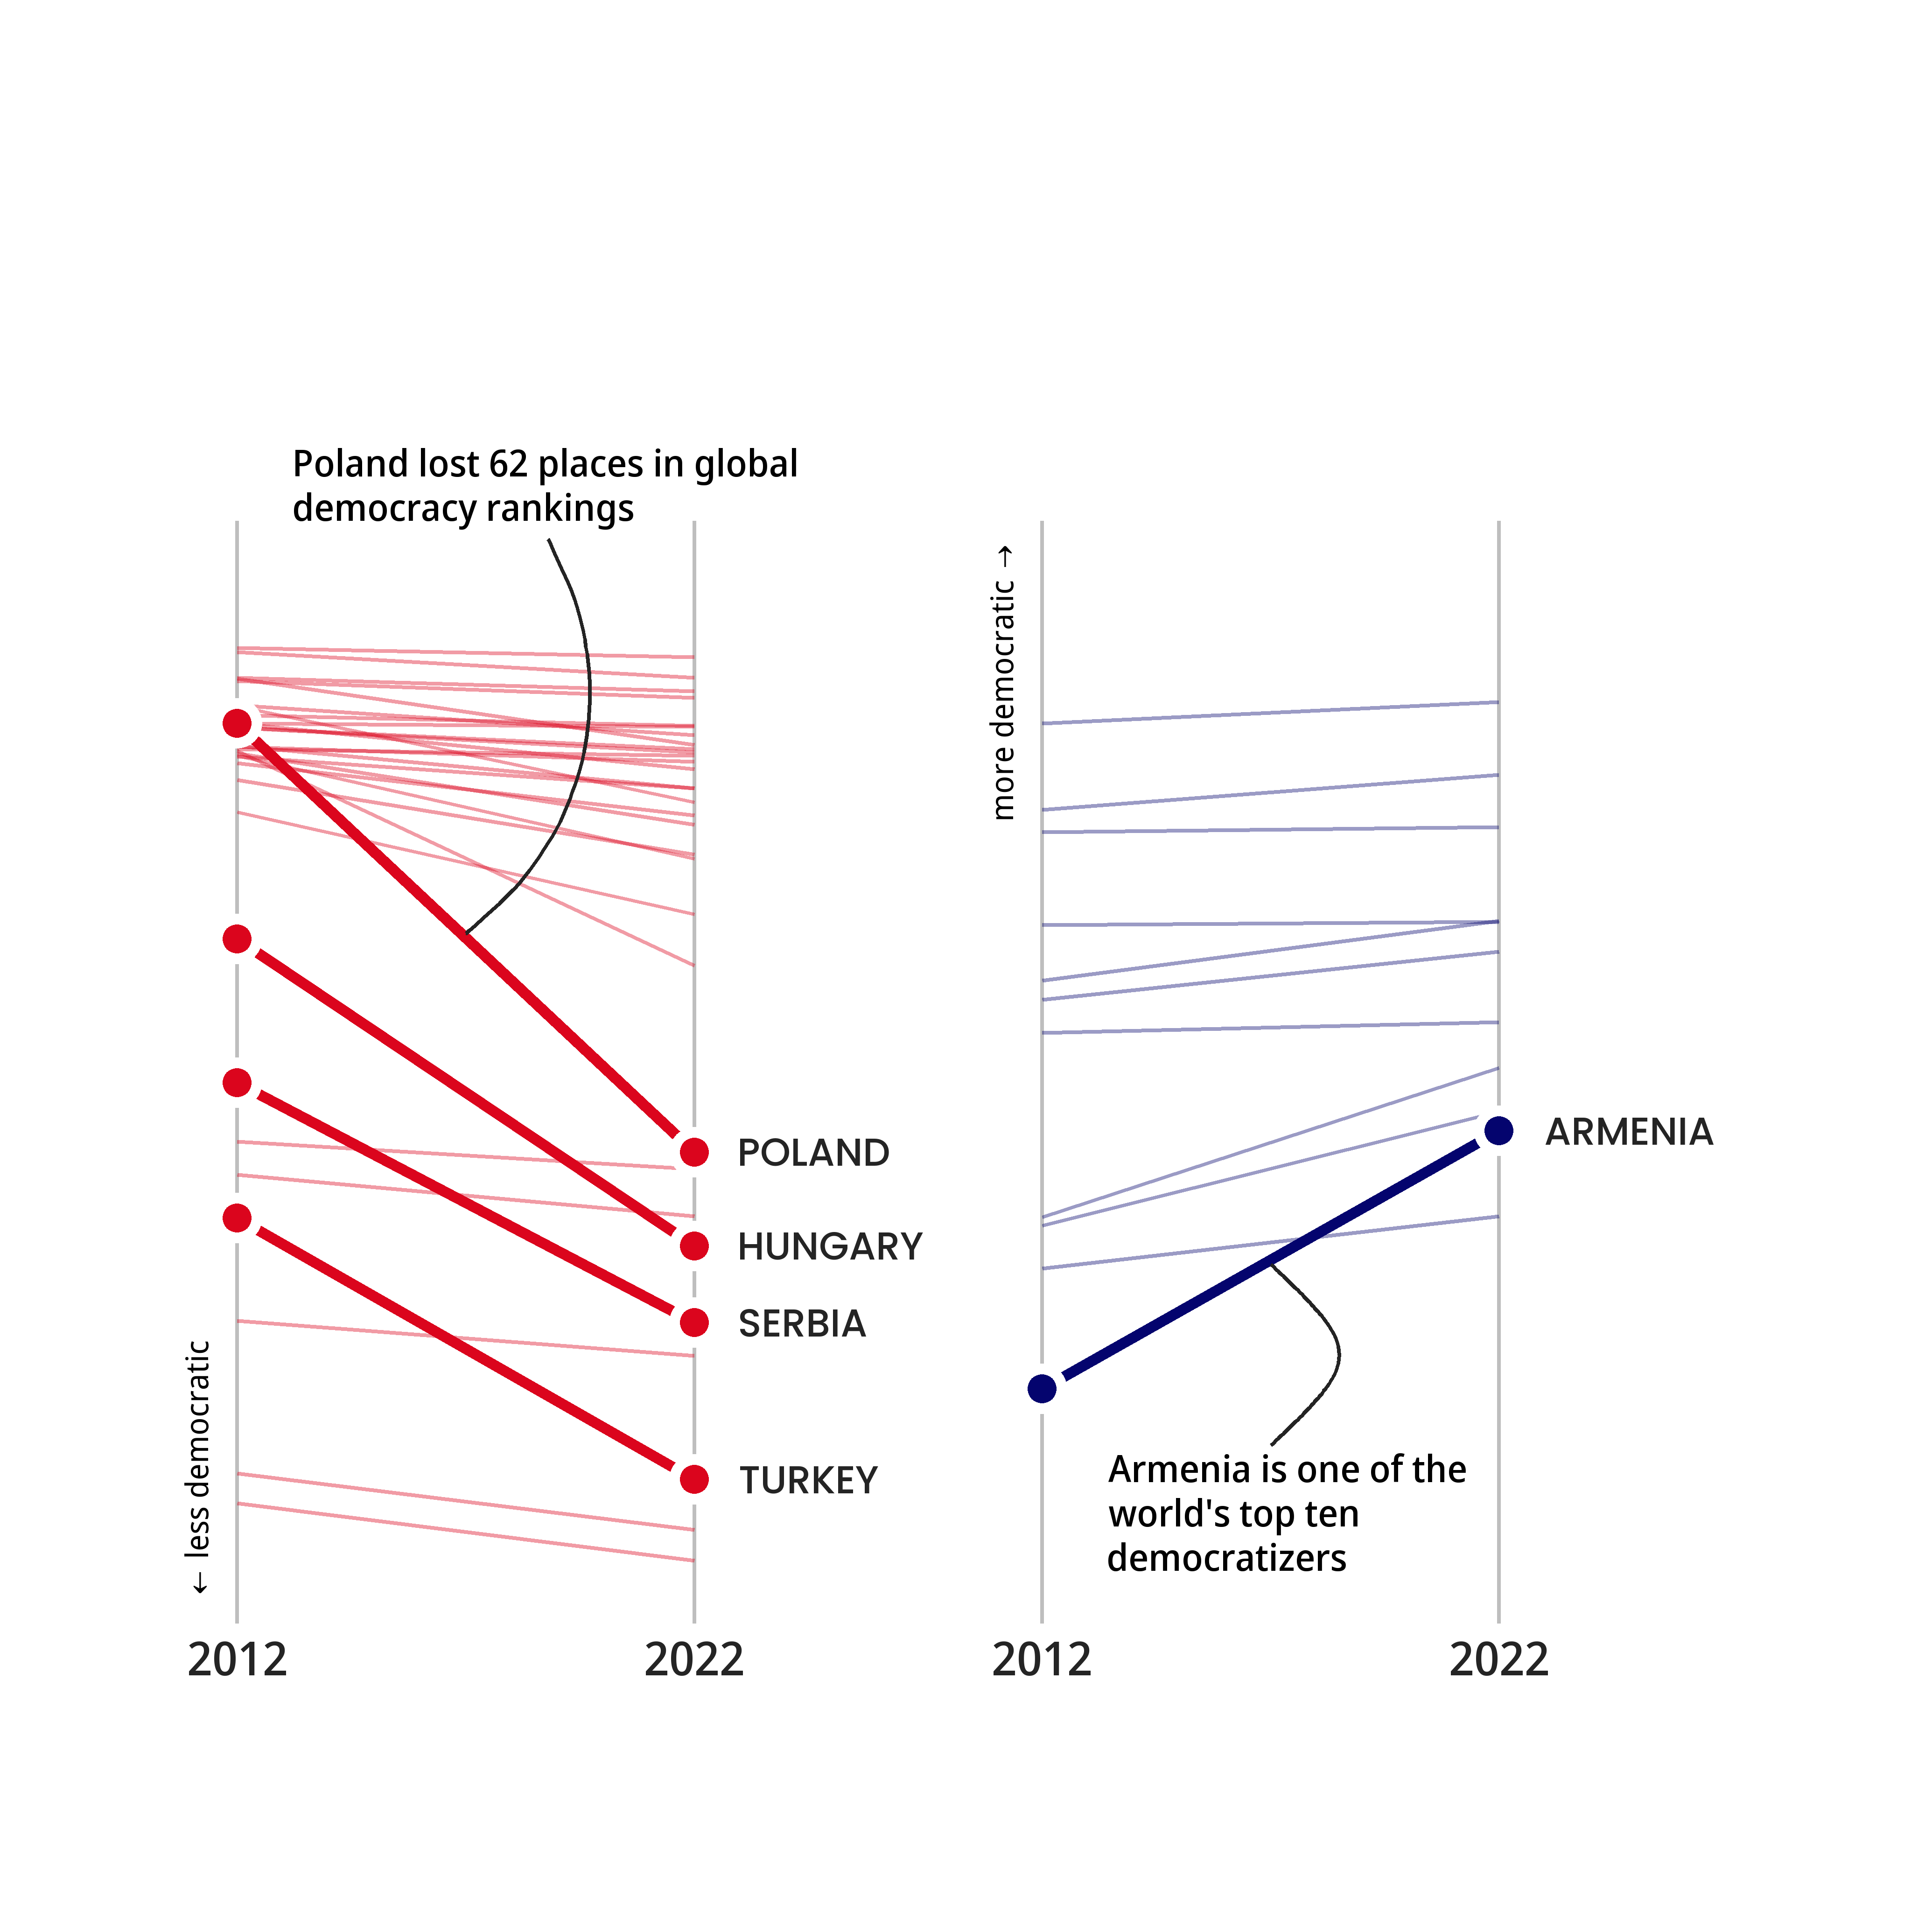 Poland lost 62 places in global
democracy rankings
← less democratic
POLAND
HUNGARY
SERBIA
TURKEY
2012
2022
more democratic →
ARMENIA
Armenia is one of the
world's top ten
democratizers
2012
2022